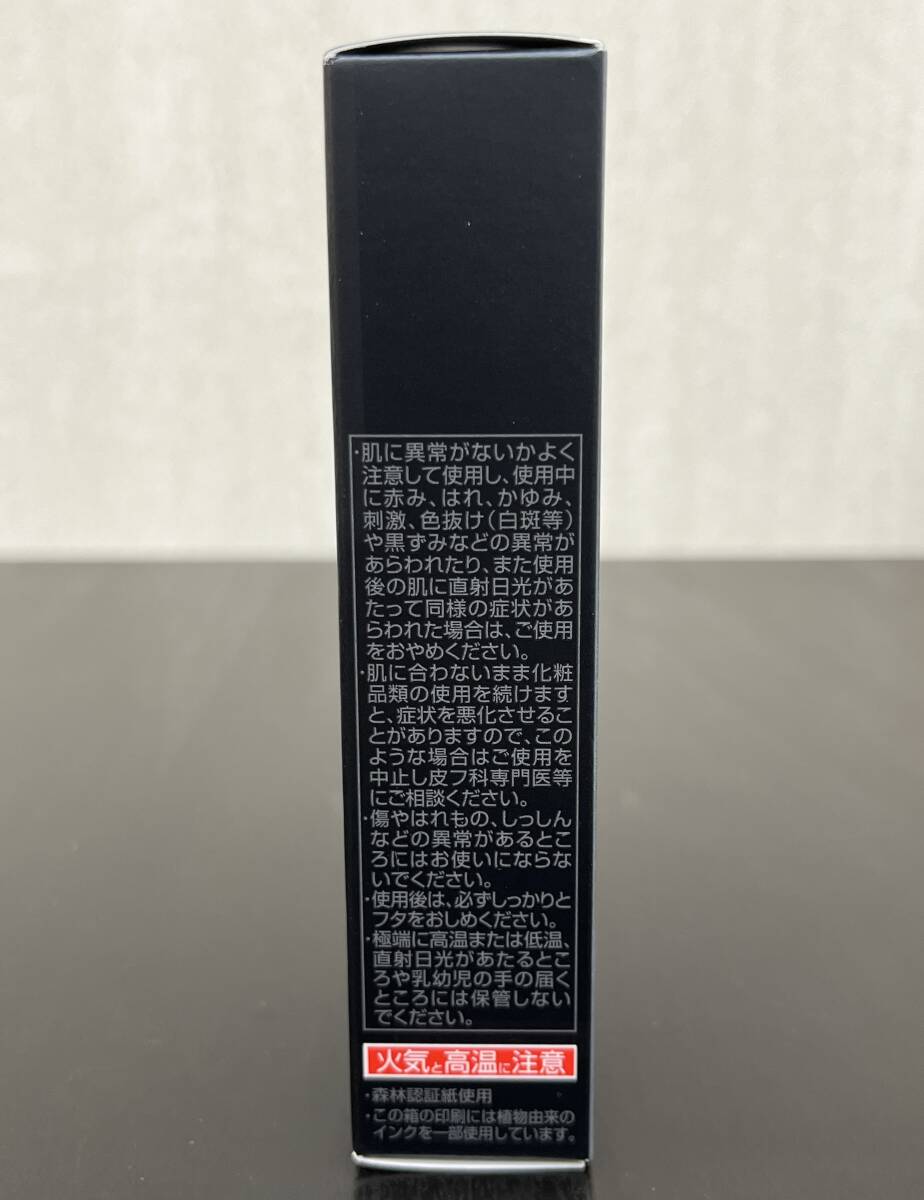 ・肌に異常がないかよく
注意して使用し、使用中
に赤み、はれ、かゆみ、
刺激、色抜け（白斑等）
や黒ずみなどの異常が
あらわれたり、また使用
後の肌に直射日光があ
たって同様の症状があ
らわれた場合は、ご使用
をおやめください。
・肌に合わないまま化粧
品類の使用を続けます
と、症状を悪化させるこ
とがありますので、この
ような場合はご使用を
中止し皮フ科専門医等
にご相談ください。
・傷やはれもの、しっしん
などの異常があるとこ
ろにはお使いにならな
いでください。
・使用後は、必ずしっかりと
フタをおしめください。
・極端に高温または低温、
直射日光があたるとこ
ろや乳幼児の手の届く
ところには保管しない
でください。
火気と高温に注意
・森林認証紙使用
・この箱の印刷には植物由来の
インクを一部使用しています。